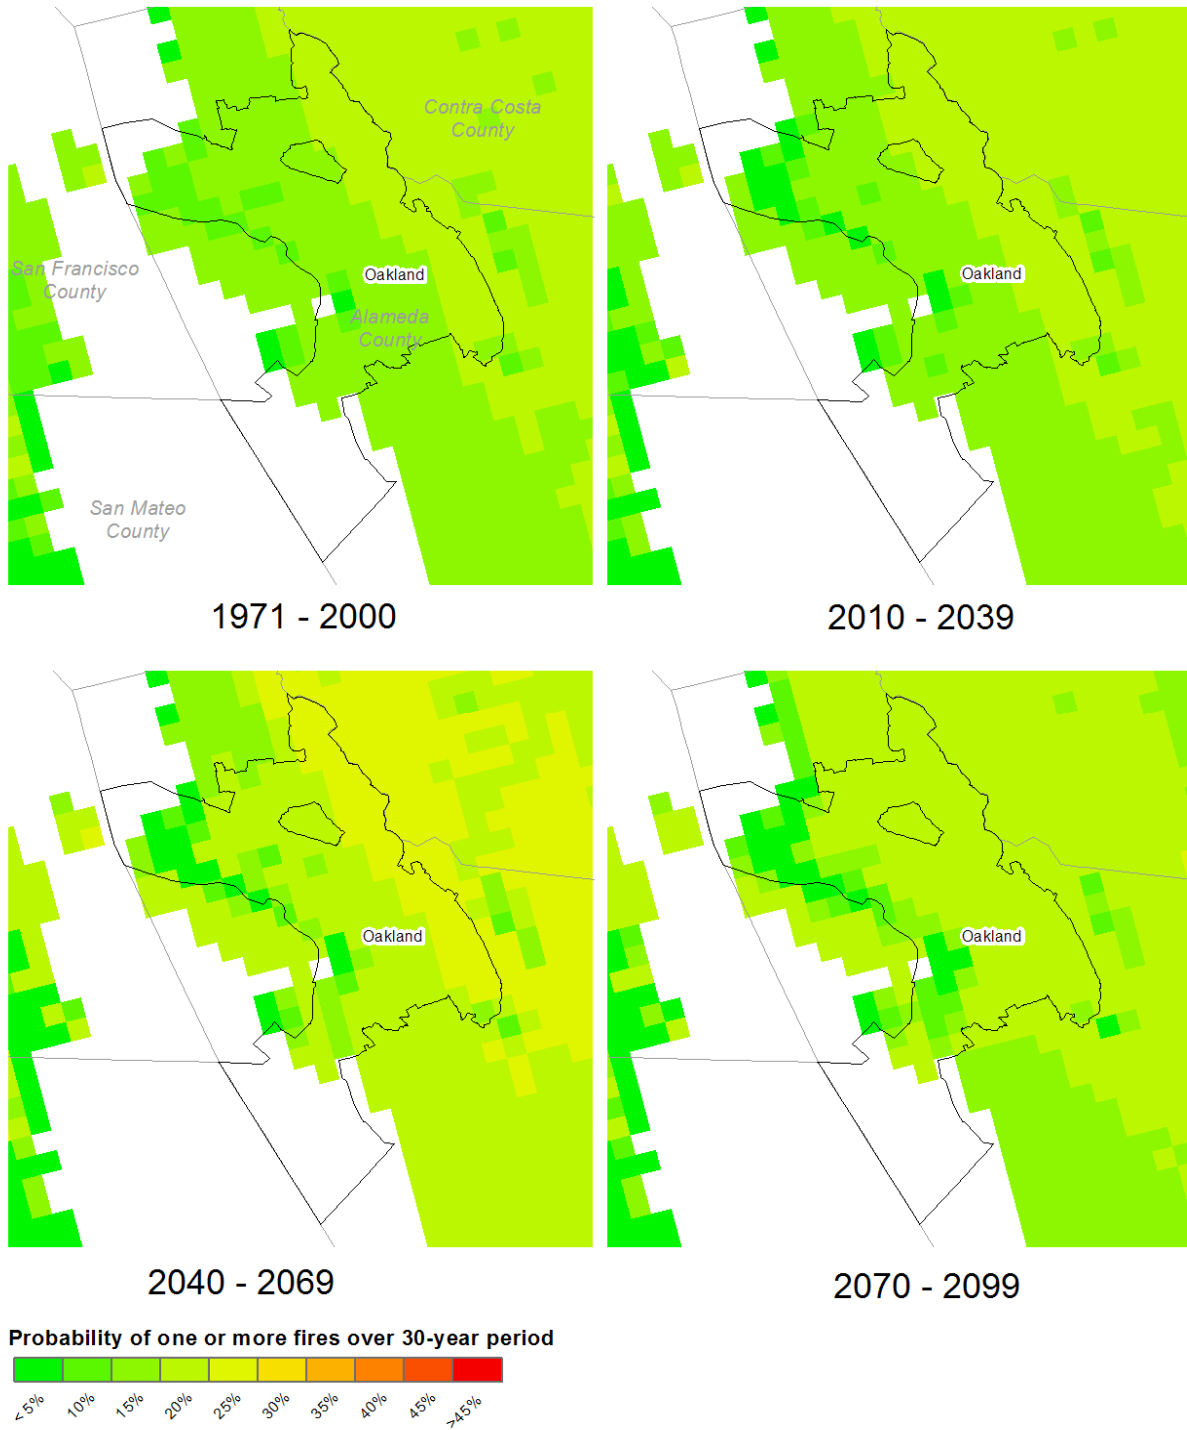 Contra Costa
County
San Francisco
County
Oakland
Alameda
County
San Mateo
County
Oakland
1971 - 2000
2010 - 2039
Oakland
Oakland
2040 - 2069
2070 - 2099
Probability of one or more fires over 30-year period
<5%
10%
15%
20%
25%
30%
35%
40%
45%
>45%